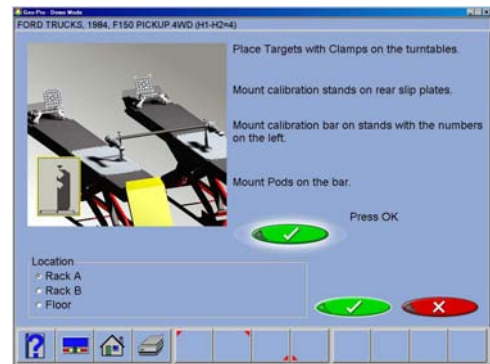 Geo-Pro - Demo Mode
FORD TRUCKS, 1984, F150 PICKUP 4WD (H1-H2=4)
Place Targets with Clamps on the turntables.
Mount calibration stands on rear slip plates.
Mount calibration bar on stands with the numbers
on the left.
Mount Pods on the bar.
Press OK
Location
Rack A
Rack B
Floor